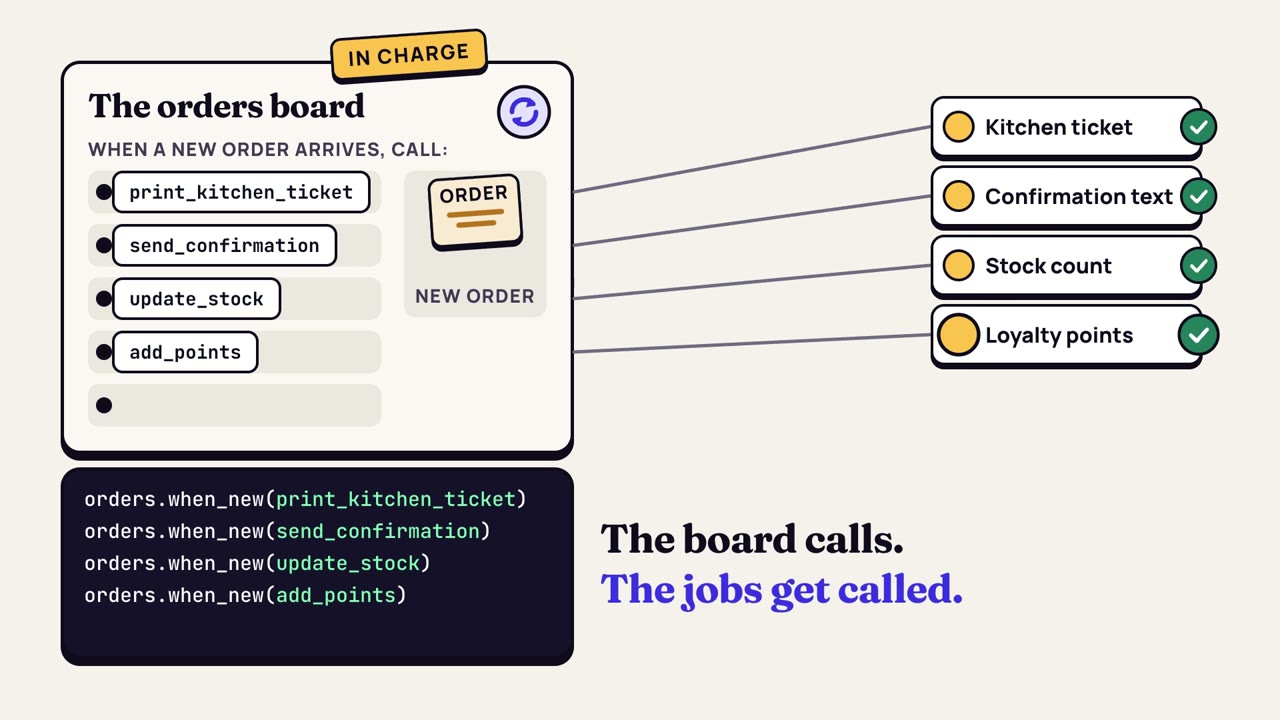 IN CHARGE
The orders board
WHEN A NEW ORDER ARRIVES, CALL:
print_kitchen_ticket
send_confirmation
update_stock
add_points
ORDER
NEW ORDER
Kitchen ticket
Confirmation text
Stock count
Loyalty points
orders.when_new(print_kitchen_ticket)
orders.when_new(send_confirmation)
orders.when_new(update_stock)
orders.when_new(add_points)
The board calls.
The jobs get called.